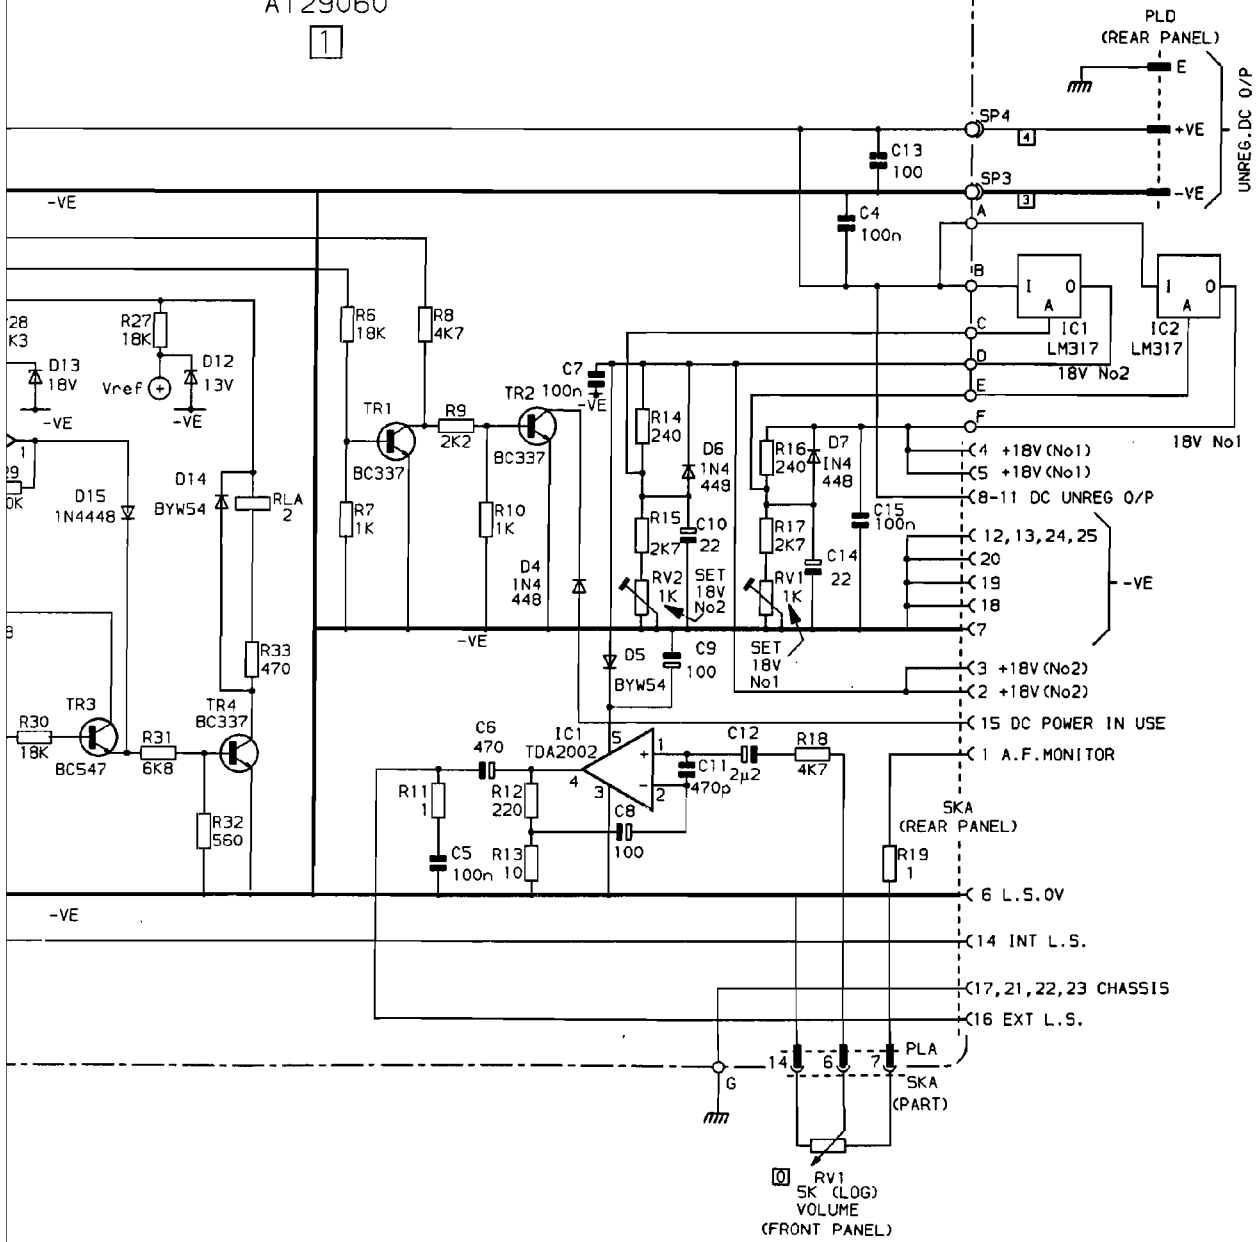 AT29060
1
PLD
(REAR PANEL)
E
+VE
-VE
UNREG.DC O/P
SP4
4
C13
100
SP3
3
-VE
A
C4
100n
B
I O
A
IC1
LM317
18V No2
I O
A
IC2
LM317
18V No1
C
D
E
F
R6
18K
R8
4K7
R27
18K
28
K3
D13
18V
-VE
Vref
+
D12
13V
-VE
C7
100n
-VE
TR1
BC337
R9
2K2
TR2
BC337
R14
240
D6
1N4
448
R16
240
D7
1N4
448
4 +18V(No1)
5 +18V(No1)
8-11 DC UNREG O/P
12,13,24,25
20
19
18
7
-VE
1
R9
0K
D15
1N4448
D14
BYW54
RLA
2
R7
1K
R10
1K
D4
1N4
448
R15
2K7
C10
22
R17
2K7
C14
22
C15
100n
RV2
1K
SET
18V
No2
RV1
1K
SET
18V
No1
-VE
C9
100
D5
BYW54
3 +18V(No2)
2 +18V(No2)
15 DC POWER IN USE
1 A.F.MONITOR
R33
470
TR3
BC547
TR4
BC337
R30
18K
R31
6K8
R32
560
C6
470
IC1
TDA2002
5
4
3
+
1
-
2
C11
470p
C12
2µ2
R18
4K7
R11
1
R12
220
C8
100
C5
100n
R13
10
SKA
(REAR PANEL)
R19
1
-VE
6 L.S.0V
14 INT L.S.
17,21,22,23 CHASSIS
16 EXT L.S.
G
14
6
7
PLA
SKA
(PART)
0
RV1
5K (LOG)
VOLUME
(FRONT PANEL)